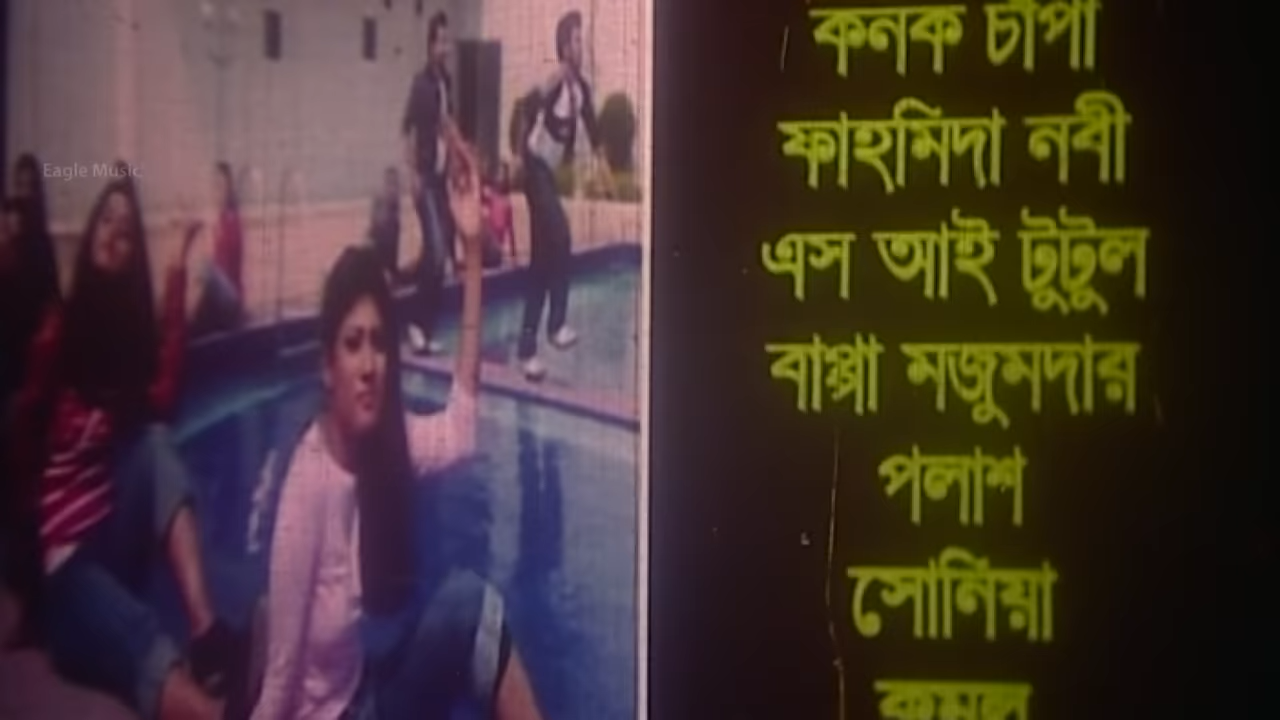 Eagle Music
কনক চাঁপা
ফাহমিদা নবী
এস আই টুটুল
বাপ্পা মজুমদার
পলাশ
সোনিয়া